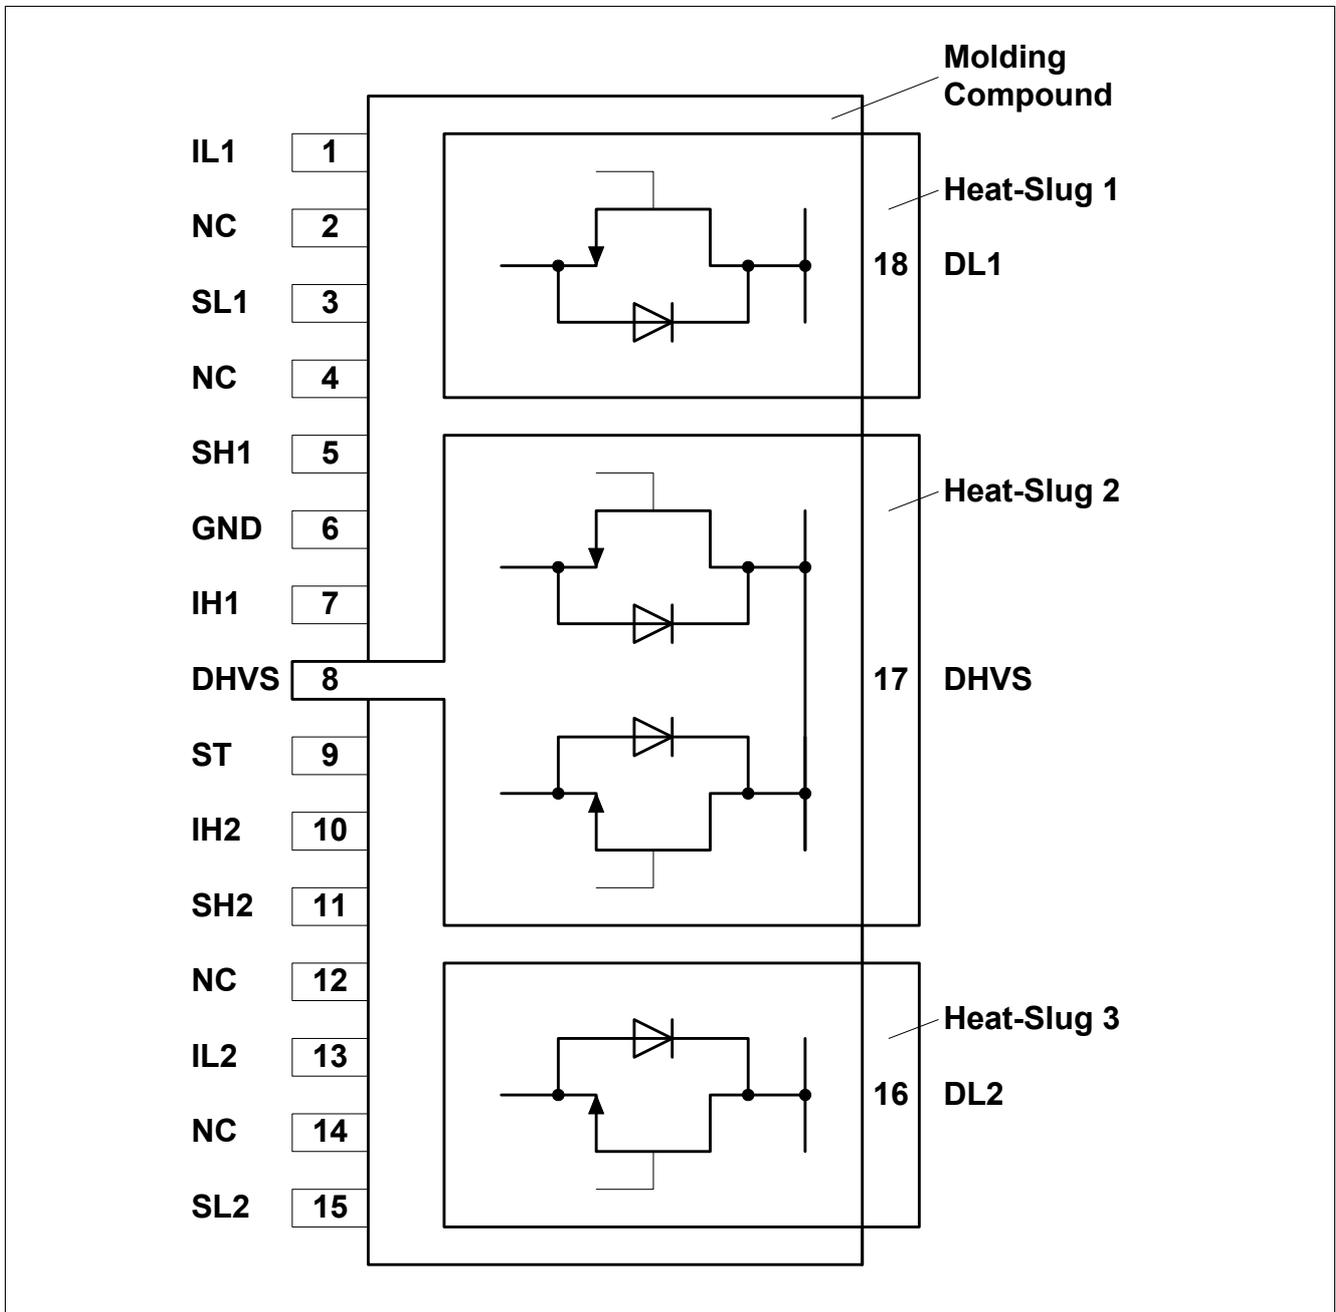 Molding
Compound
IL1 1
Heat-Slug 1
NC 2
18 DL1
SL1 3
NC 4
SH1 5
Heat-Slug 2
GND 6
IH1 7
DHVS 8
17 DHVS
ST 9
IH2 10
SH2 11
NC 12
Heat-Slug 3
IL2 13
16 DL2
NC 14
SL2 15